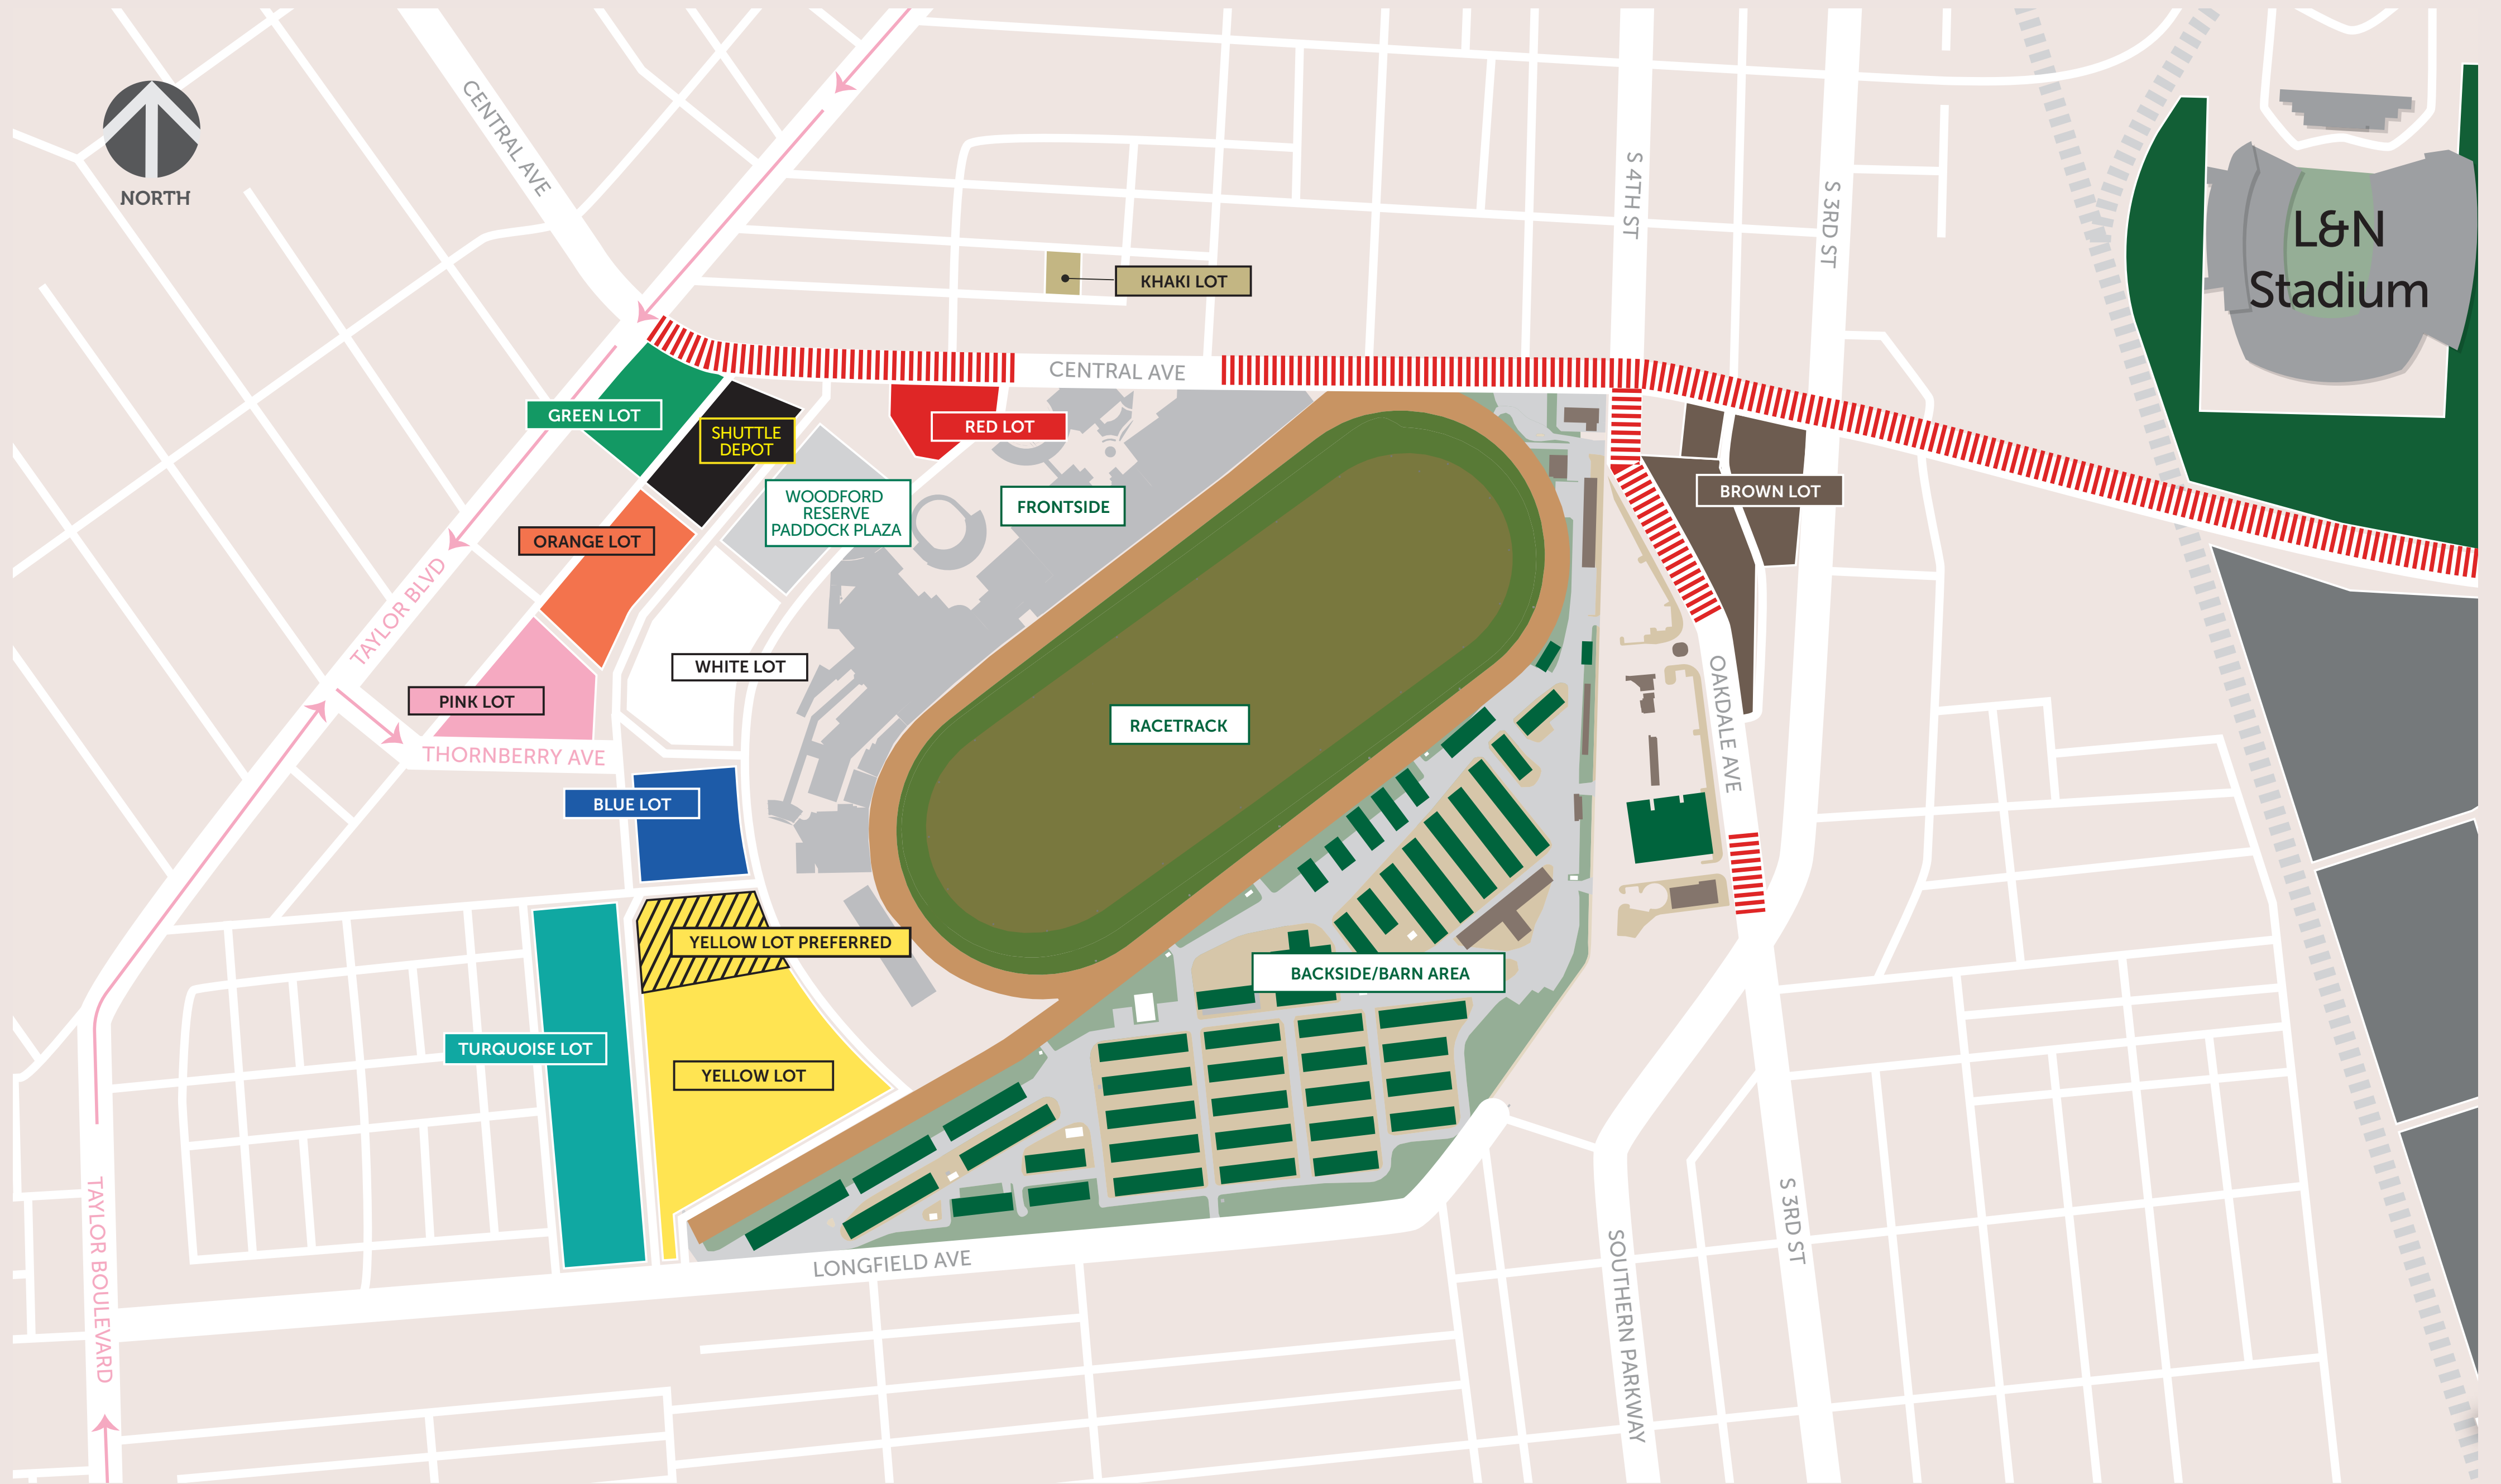 NORTH
CENTRAL AVE
S 4TH ST
S 3RD ST
L&N
Stadium
KHAKI LOT
CENTRAL AVE
GREEN LOT
SHUTTLE
DEPOT
RED LOT
WOODFORD
RESERVE
PADDOCK PLAZA
FRONTSIDE
BROWN LOT
ORANGE LOT
TAYLOR BLVD
WHITE LOT
PINK LOT
THORNBERRY AVE
RACETRACK
OAKDALE AVE
BLUE LOT
YELLOW LOT PREFERRED
BACKSIDE/BARN AREA
TURQUOISE LOT
YELLOW LOT
TAYLOR BOULEVARD
LONGFIELD AVE
SOUTHERN PARKWAY
S 3RD ST